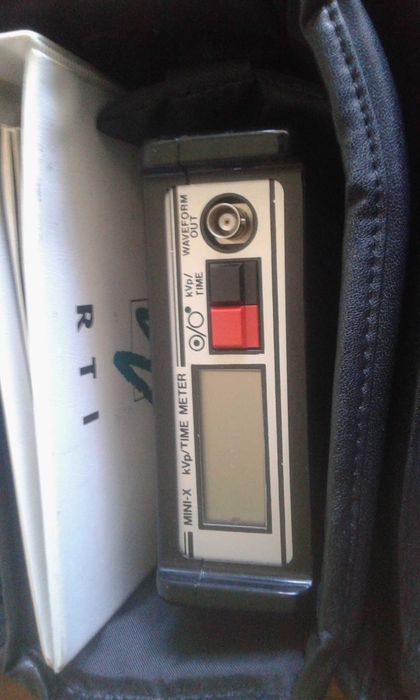 RTI
WAVEFORM
OUT
kVp/
TIME
MINI-X kVp/TIME METER